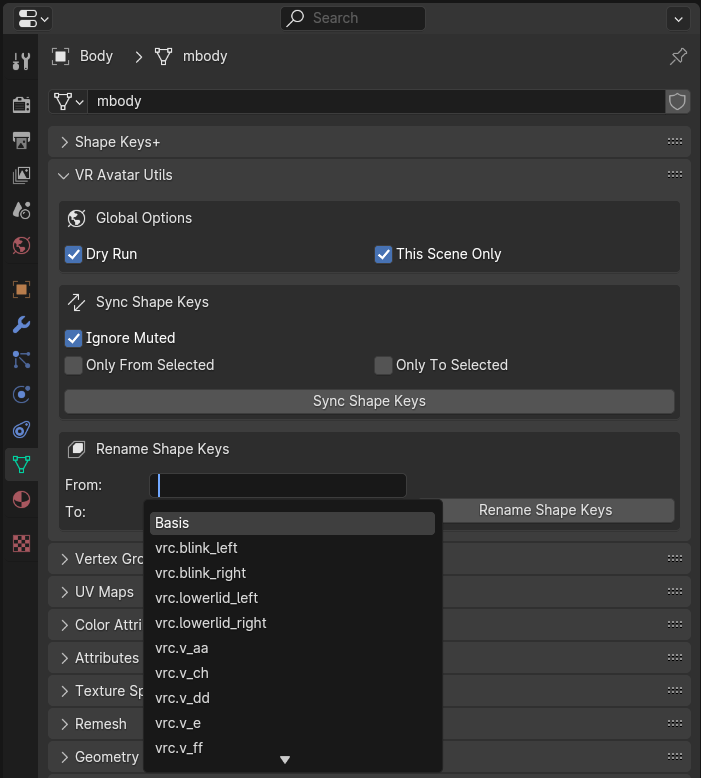 Search
Body mbody
mbody
Shape Keys+
VR Avatar Utils
Global Options
Dry Run This Scene Only
Sync Shape Keys
Ignore Muted
Only From Selected Only To Selected
Sync Shape Keys
Rename Shape Keys
From:
To: Rename Shape Keys
Basis
vrc.blink_left
Vertex Gro
vrc.blink_right
UV Maps
vrc.lowerlid_left
Color Attri
vrc.lowerlid_right
Attributes
vrc.v_aa
Texture Sp
vrc.v_ch
Remesh
vrc.v_dd
Geometry
vrc.v_e
vrc.v_ff